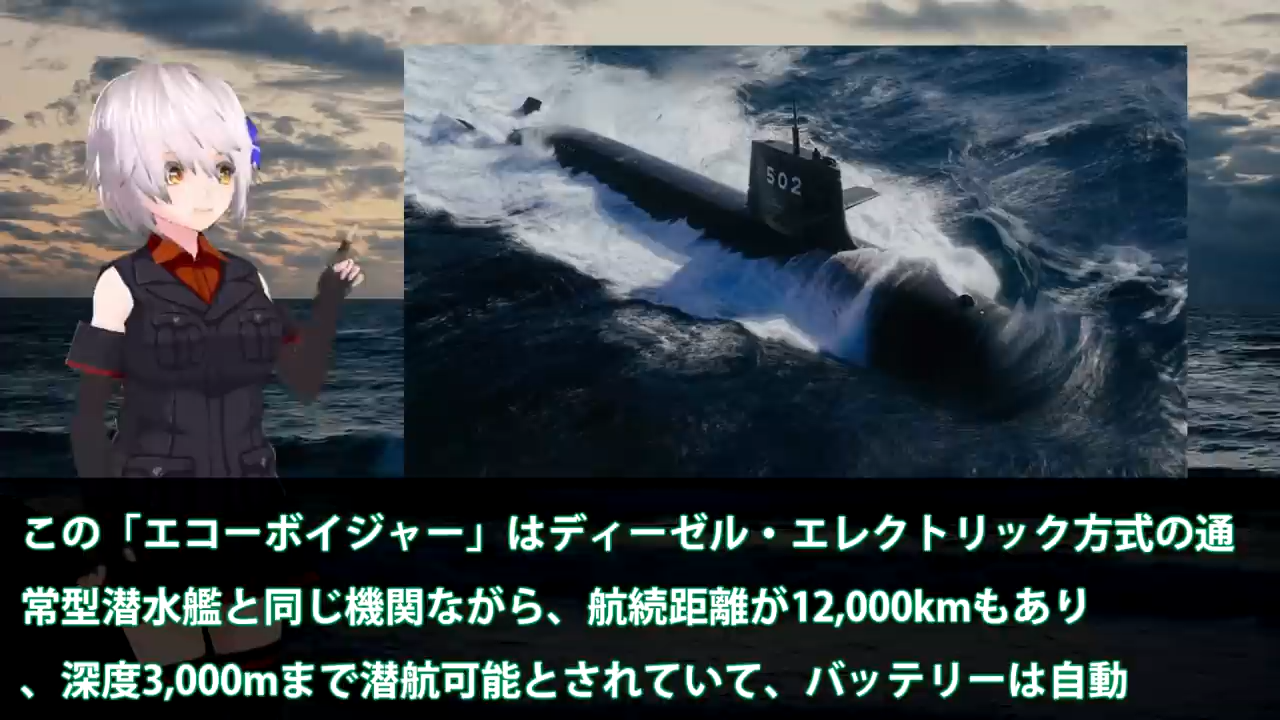 502
この「エコーボイジャー」はディーゼル・エレクトリック方式の通
常型潜水艦と同じ機関ながら、航続距離が12,000kmもあり
、深度3,000mまで潜航可能とされていて、バッテリーは自動